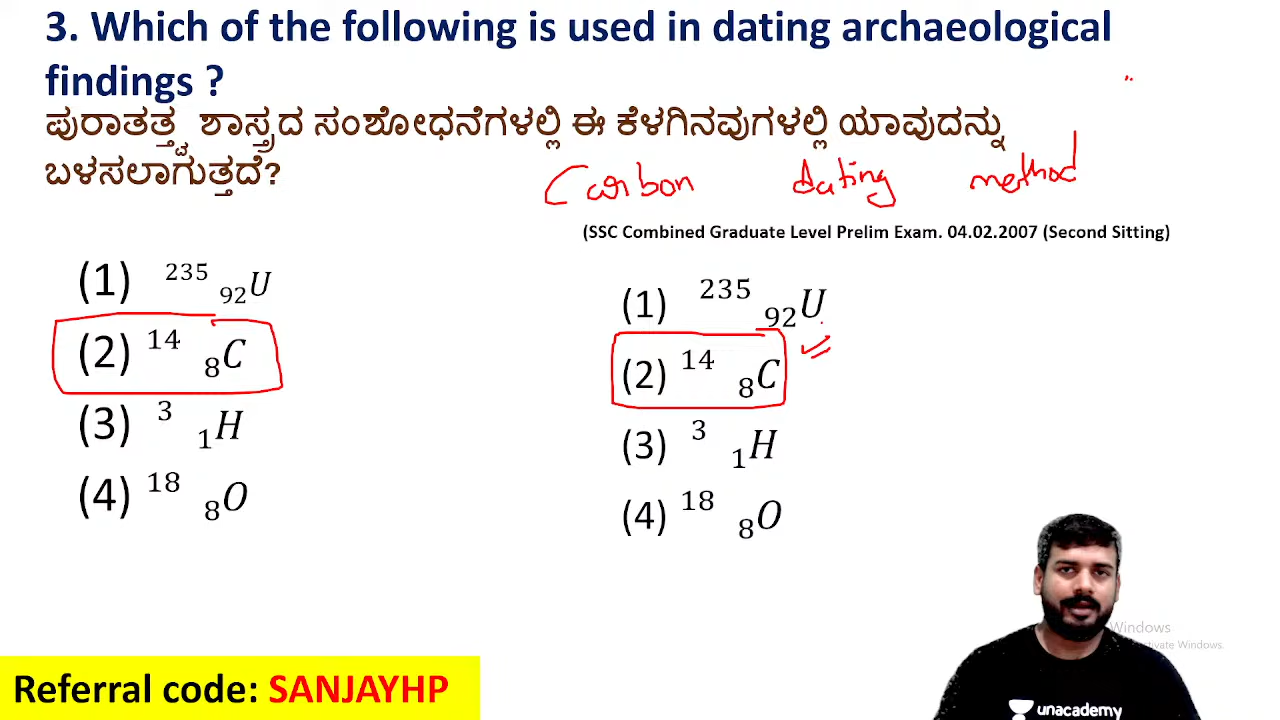 3. Which of the following is used in dating archaeological
findings ?
ಪುರಾತತ್ತ್ವ ಶಾಸ್ತ್ರದ ಸಂಶೋಧನೆಗಳಲ್ಲಿ ಈ ಕೆಳಗಿನವುಗಳಲ್ಲಿ ಯಾವುದನ್ನು
ಬಳಸಲಾಗುತ್ತದೆ?
Carbon dating method
(SSC Combined Graduate Level Prelim Exam. 04.02.2007 (Second Sitting)
(1) 235 92U
(2) 14 8C
(3) 3 1H
(4) 18 8O
(1) 235 92U
(2) 14 8C
(3) 3 1H
(4) 18 8O
Windows
ctivate Windows.
unacademy
Referral code: SANJAYHP